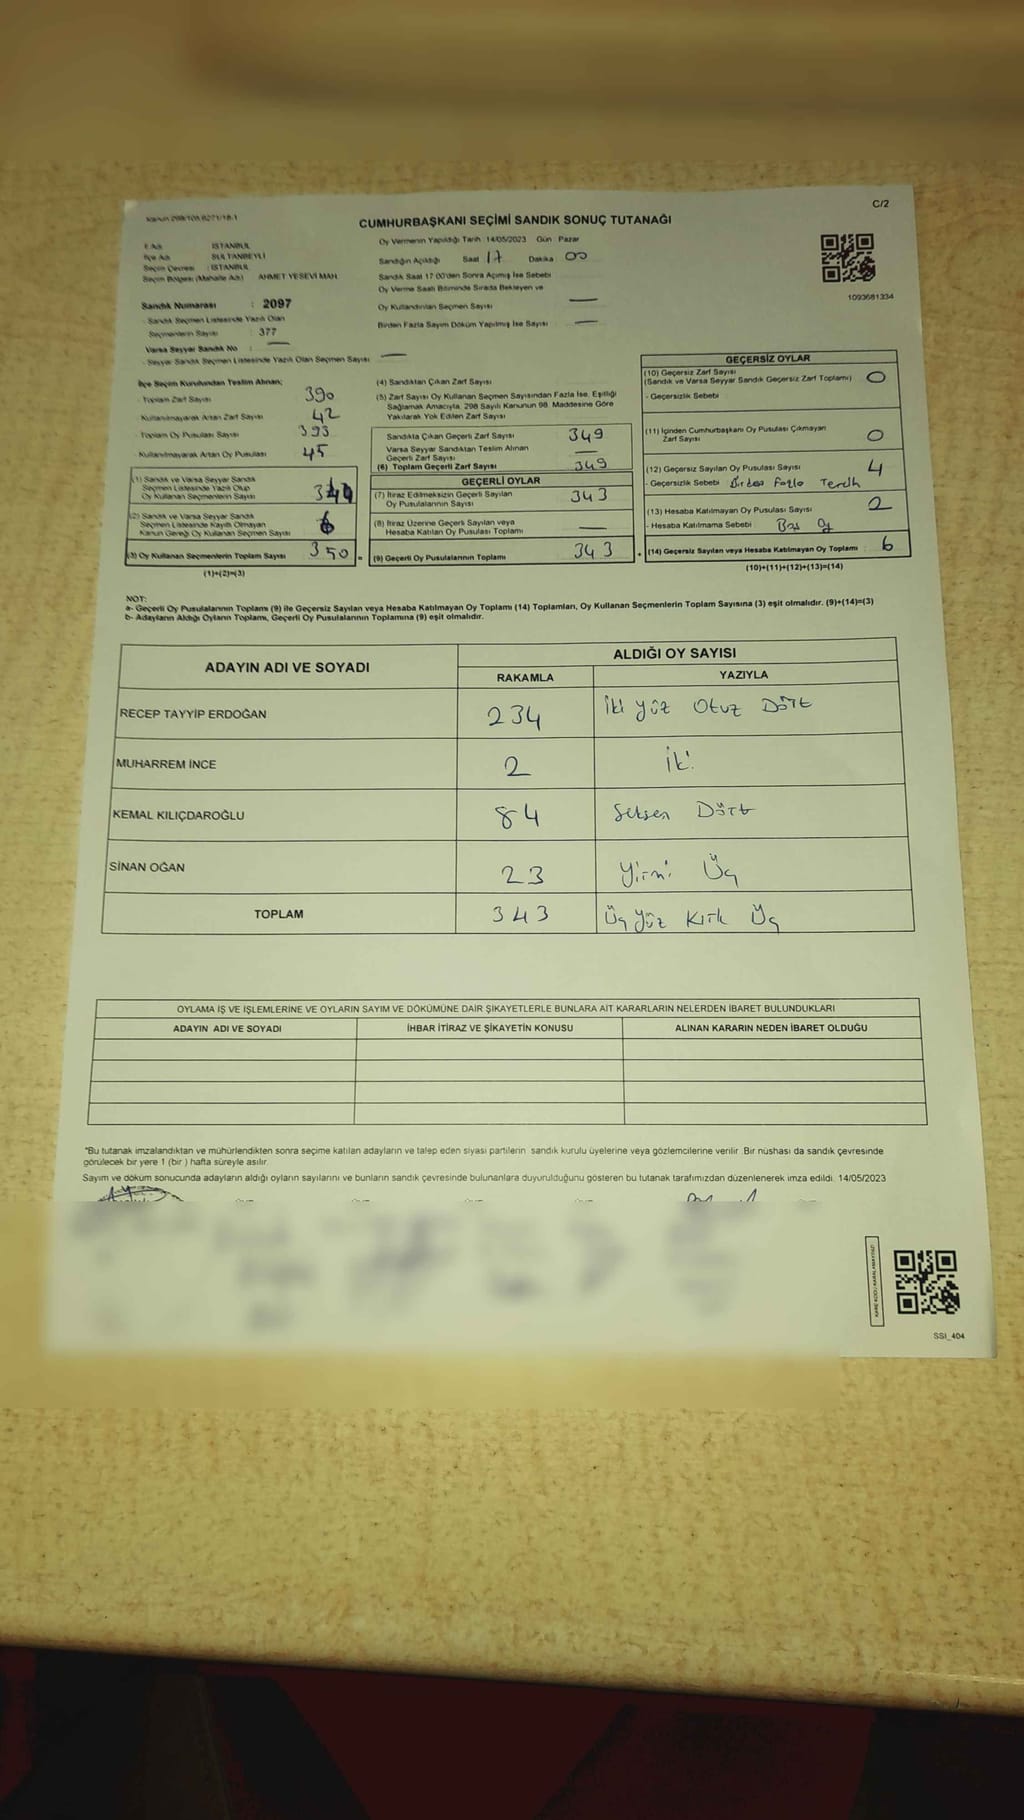 C/2
Kanun 298/105,6271/18-1
CUMHURBAŞKANI SEÇİMİ SANDIK SONUÇ TUTANAĞI
İl Adı : İSTANBUL
İlçe Adı : SULTANBEYLİ
Seçim Çevresi : İSTANBUL
Seçim Bölgesi (Mahalle Adı) : AHMET YESEVİ MAH.
Sandık Numarası : 2097
- Sandık Seçmen Listesinde Yazılı Olan
Seçmenlerin Sayısı : 377
Varsa Seyyar Sandık No : —
- Seyyar Sandık Seçmen Listesinde Yazılı Olan Seçmen Sayısı : —
Oy Vermenin Yapıldığı Tarih : 14/05/2023 Gün : Pazar
Sandığın Açıldığı Saat 17 Dakika 00
Sandık Saat 17:00'den Sonra Açılmış İse Sebebi
Oy Verme Saati Bitiminde Sırada Bekleyen ve
Oy Kullandırılan Seçmen Sayısı —
Birden Fazla Sayım Döküm Yapılmış İse Sayısı —
1093681334
İlçe Seçim Kurulundan Teslim Alınan;
- Toplam Zarf Sayısı 390
- Kullanılmayarak Artan Zarf Sayısı 42
- Toplam Oy Pusulası Sayısı 393
- Kullanılmayarak Artan Oy Pusulası 45
(1) Sandık ve Varsa Seyyar Sandık
Seçmen Listesinde Yazılı Olup
Oy Kullanan Seçmenlerin Sayısı
(2) Sandık ve Varsa Seyyar Sandık
Seçmen Listesinde Kayıtlı Olmayan
Kanun Gereği Oy Kullanan Seçmen Sayısı
(3) Oy Kullanan Seçmenlerin Toplam Sayısı 350
(1)+(2)=(3)
(4) Sandıktan Çıkan Zarf Sayısı
(5) Zarf Sayısı Oy Kullanan Seçmen Sayısından Fazla İse, Eşitliği
Sağlamak Amacıyla, 298 Sayılı Kanunun 98. Maddesine Göre
Yakılarak Yok Edilen Zarf Sayısı
Sandıkta Çıkan Geçerli Zarf Sayısı 349
Varsa Seyyar Sandıktan Teslim Alınan
Geçerli Zarf Sayısı —
(6) Toplam Geçerli Zarf Sayısı 349
GEÇERLİ OYLAR
(7) İtiraz Edilmeksizin Geçerli Sayılan
Oy Pusulalarının Sayısı 343
(8) İtiraz Üzerine Geçerli Sayılan veya
Hesaba Katılan Oy Pusulası Toplamı —
(9) Geçerli Oy Pusulalarının Toplamı 343
GEÇERSİZ OYLAR
(10) Geçersiz Zarf Sayısı
(Sandık ve Varsa Seyyar Sandık Geçersiz Zarf Toplamı) 0
- Geçersizlik Sebebi
(11) İçinden Cumhurbaşkanı Oy Pusulası Çıkmayan
Zarf Sayısı 0
(12) Geçersiz Sayılan Oy Pusulası Sayısı 4
- Geçersizlik Sebebi Birden Fazla Tercih
(13) Hesaba Katılmayan Oy Pusulası Sayısı 2
- Hesaba Katılmama Sebebi Boş Oy
(14) Geçersiz Sayılan veya Hesaba Katılmayan Oy Toplamı 6
(10)+(11)+(12)+(13)=(14)
NOT:
a- Geçerli Oy Pusulalarının Toplamı (9) ile Geçersiz Sayılan veya Hesaba Katılmayan Oy Toplamı (14) Toplamları, Oy Kullanan Seçmenlerin Toplam Sayısına (3) eşit olmalıdır. (9)+(14)=(3)
b- Adayların Aldığı Oyların Toplamı, Geçerli Oy Pusulalarının Toplamına (9) eşit olmalıdır.
ADAYIN ADI VE SOYADI ALDIĞI OY SAYISI
RAKAMLA YAZIYLA
RECEP TAYYİP ERDOĞAN 234 İki Yüz Otuz Dört
MUHARREM İNCE 2 İki
KEMAL KILIÇDAROĞLU 84 Seksen Dört
SİNAN OĞAN 23 Yirmi Üç
TOPLAM 343 Üç Yüz Kırk Üç
OYLAMA İŞ VE İŞLEMLERİNE VE OYLARIN SAYIM VE DÖKÜMÜNE DAİR ŞİKAYETLERLE BUNLARA AİT KARARLARIN NELERDEN İBARET BULUNDUKLARI
ADAYIN ADI VE SOYADI İHBAR İTİRAZ VE ŞİKAYETİN KONUSU ALINAN KARARIN NEDEN İBARET OLDUĞU
*Bu tutanak imzalandıktan ve mühürlendikten sonra seçime katılan adayların ve talep eden siyasi partilerin sandık kurulu üyelerine veya gözlemcilerine verilir. Bir nüshası da sandık çevresinde
görülecek bir yere 1 (bir) hafta süreyle asılır.
Sayım ve döküm sonucunda adayların aldığı oyların sayılarını ve bunların sandık çevresinde bulunanlara duyurulduğunu gösteren bu tutanak tarafımızdan düzenlenerek imza edildi. 14/05/2023
KARE KODU KARALAMAYINIZ!
SSI_404